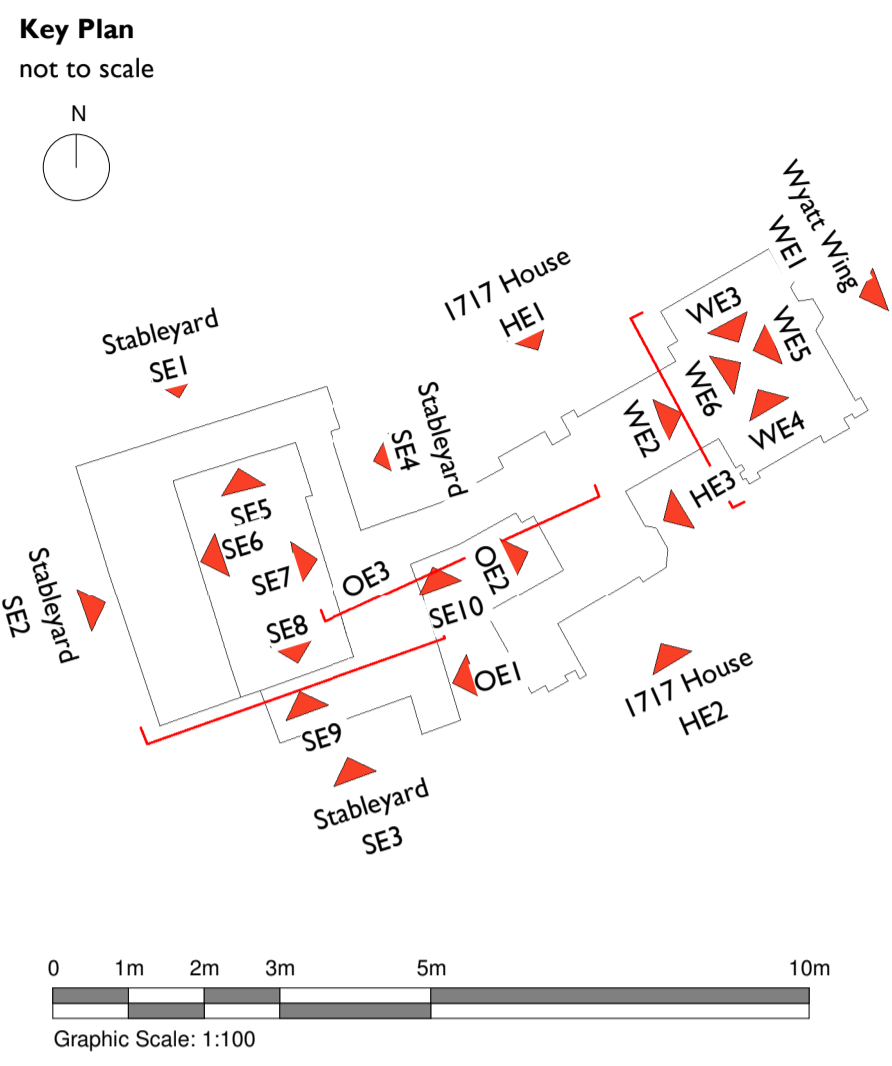 Key Plan
not to scale
N
Wyatt Wing
WE1
1717 House
HE1
Stableyard
SE1
WE3
WE5
WE6
WE4
WE2
Stableyard
SE4
HE3
SE5
SE6
SE7
OE3
OE2
SE10
Stableyard
SE2
SE8
OE1
1717 House
HE2
SE9
Stableyard
SE3
0 1m 2m 3m 5m 10m
Graphic Scale: 1:100